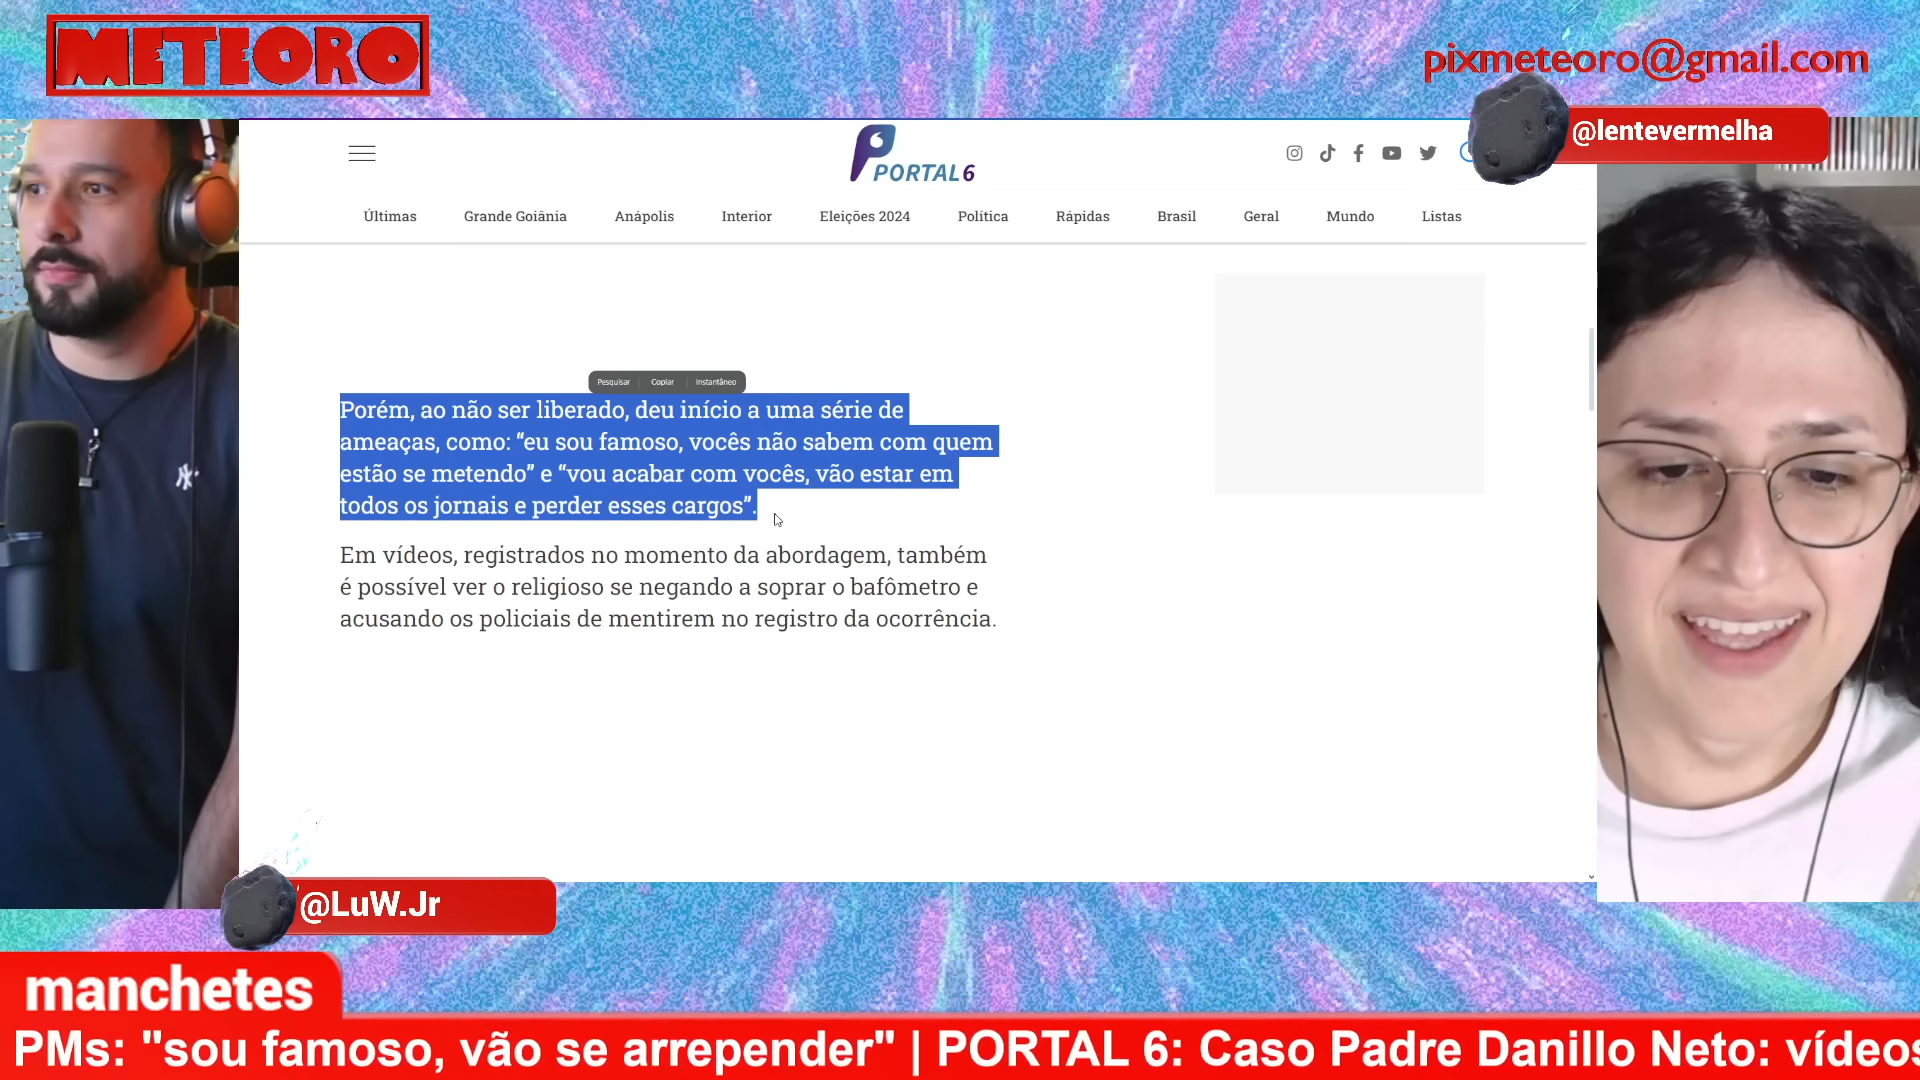 METEORO
pixmeteoro@gmail.com
@lentevermelha
PORTAL 6
Últimas
Grande Goiânia
Anápolis
Interior
Eleições 2024
Política
Rápidas
Brasil
Geral
Mundo
Listas
Pesquisar
Copiar
Instantâneo
Porém, ao não ser liberado, deu início a uma série de
ameaças, como: “eu sou famoso, vocês não sabem com quem
estão se metendo” e “vou acabar com vocês, vão estar em
todos os jornais e perder esses cargos”.
Em vídeos, registrados no momento da abordagem, também
é possível ver o religioso se negando a soprar o bafômetro e
acusando os policiais de mentirem no registro da ocorrência.
@LuW.Jr
manchetes
PMs: "sou famoso, vão se arrepender" | PORTAL 6: Caso Padre Danillo Neto: vídeos